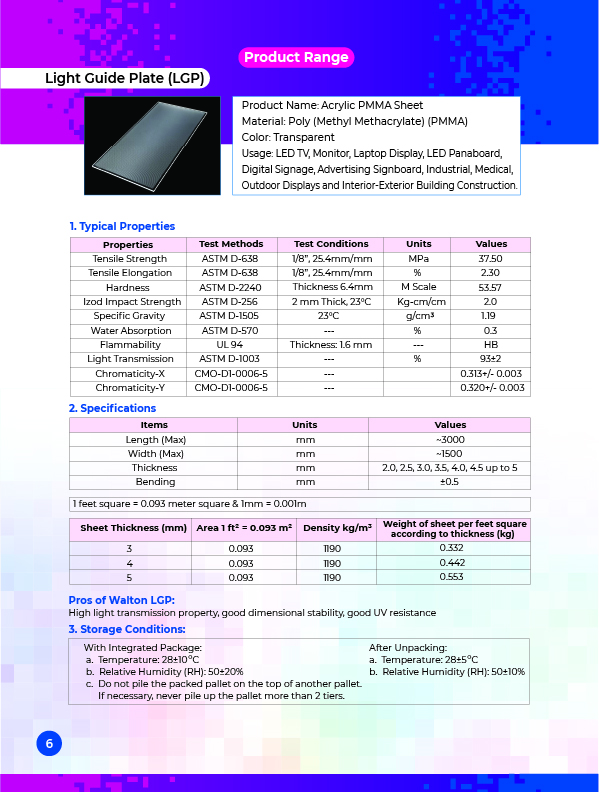 Product Range
Light Guide Plate (LGP)
Product Name: Acrylic PMMA Sheet
Material: Poly (Methyl Methacrylate) (PMMA)
Color: Transparent
Usage: LED TV, Monitor, Laptop Display, LED Panaboard,
Digital Signage, Advertising Signboard, Industrial, Medical,
Outdoor Displays and Interior-Exterior Building Construction.
1. Typical Properties
Properties Test Methods Test Conditions Units Values
Tensile Strength ASTM D-638 1/8”, 25.4mm/mm MPa 37.50
Tensile Elongation ASTM D-638 1/8”, 25.4mm/mm % 2.30
Hardness ASTM D-2240 Thickness 6.4mm M Scale 53.57
Izod Impact Strength ASTM D-256 2 mm Thick, 23°C Kg-cm/cm 2.0
Specific Gravity ASTM D-1505 23°C g/cm³ 1.19
Water Absorption ASTM D-570 --- % 0.3
Flammability UL 94 Thickness: 1.6 mm --- HB
Light Transmission ASTM D-1003 --- % 93±2
Chromaticity-X CMO-D1-0006-5 --- 0.313+/- 0.003
Chromaticity-Y CMO-D1-0006-5 --- 0.320+/- 0.003
2. Specifications
Items Units Values
Length (Max) mm ~3000
Width (Max) mm ~1500
Thickness mm 2.0, 2.5, 3.0, 3.5, 4.0, 4.5 up to 5
Bending mm ±0.5
1 feet square = 0.093 meter square & 1mm = 0.001m
Sheet Thickness (mm) Area 1 ft² = 0.093 m² Density kg/m³ Weight of sheet per feet square
according to thickness (kg)
3 0.093 1190 0.332
4 0.093 1190 0.442
5 0.093 1190 0.553
Pros of Walton LGP:
High light transmission property, good dimensional stability, good UV resistance
3. Storage Conditions:
With Integrated Package: After Unpacking:
a. Temperature: 28±10°C a. Temperature: 28±5°C
b. Relative Humidity (RH): 50±20% b. Relative Humidity (RH): 50±10%
c. Do not pile the packed pallet on the top of another pallet.
If necessary, never pile up the pallet more than 2 tiers.
6